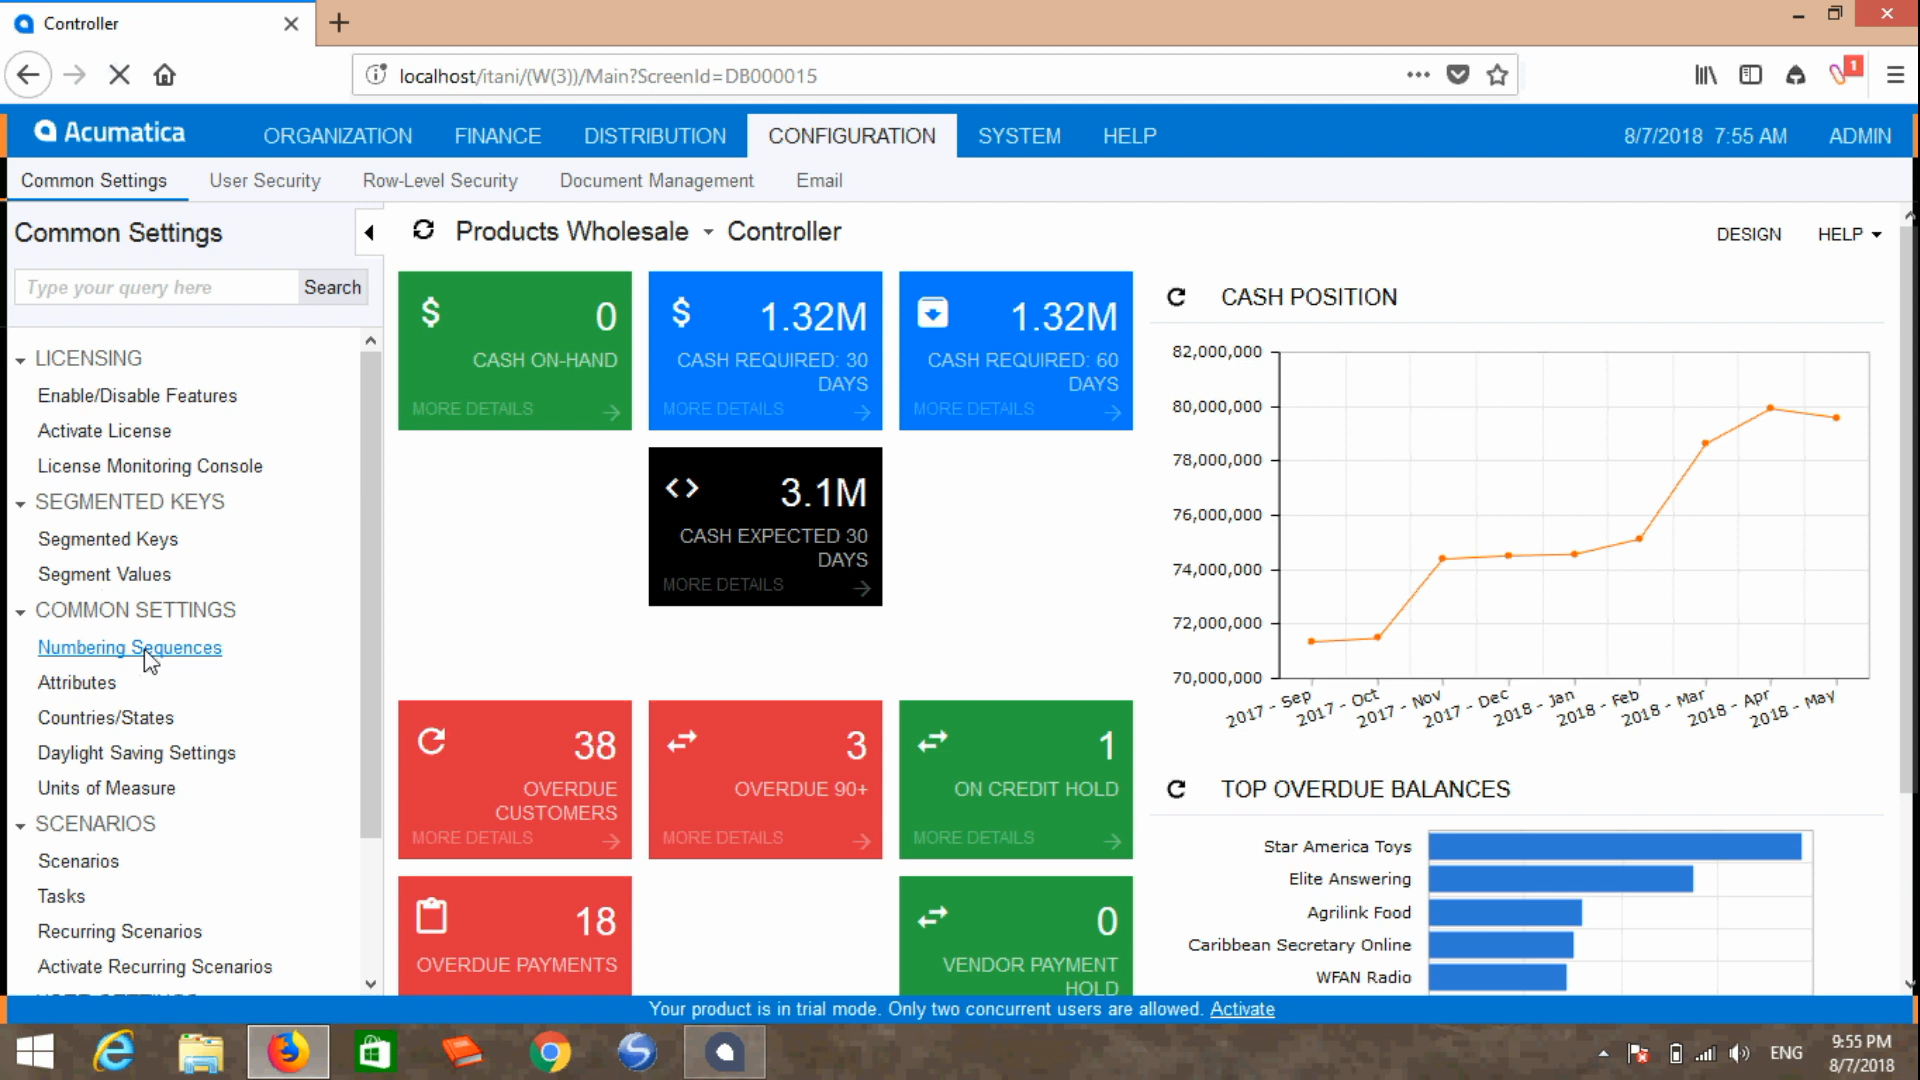 Controller
localhost/itani/(W(3))/Main?ScreenId=DB000015
1
Acumatica
ORGANIZATION FINANCE DISTRIBUTION CONFIGURATION SYSTEM HELP 8/7/2018 7:55 AM ADMIN
Common Settings User Security Row-Level Security Document Management Email
Common Settings
Type your query here Search
LICENSING
Enable/Disable Features
Activate License
License Monitoring Console
SEGMENTED KEYS
Segmented Keys
Segment Values
COMMON SETTINGS
Numbering Sequences
Attributes
Countries/States
Daylight Saving Settings
Units of Measure
SCENARIOS
Scenarios
Tasks
Recurring Scenarios
Activate Recurring Scenarios
Products Wholesale Controller
DESIGN HELP
$ 0
CASH ON-HAND
MORE DETAILS
$ 1.32M
CASH REQUIRED: 30
DAYS
MORE DETAILS
1.32M
CASH REQUIRED: 60
DAYS
MORE DETAILS
3.1M
CASH EXPECTED 30
DAYS
MORE DETAILS
38
OVERDUE
CUSTOMERS
MORE DETAILS
3
OVERDUE 90+
MORE DETAILS
1
ON CREDIT HOLD
MORE DETAILS
18
OVERDUE PAYMENTS
0
VENDOR PAYMENT
HOLD
CASH POSITION
82,000,000
80,000,000
78,000,000
76,000,000
74,000,000
72,000,000
70,000,000
2017 - Sep
2017 - Oct
2017 - Nov
2017 - Dec
2018 - Jan
2018 - Feb
2018 - Mar
2018 - Apr
2018 - May
TOP OVERDUE BALANCES
Star America Toys
Elite Answering
Agrilink Food
Caribbean Secretary Online
WFAN Radio
Your product is in trial mode. Only two concurrent users are allowed. Activate
ENG
9:55 PM
8/7/2018